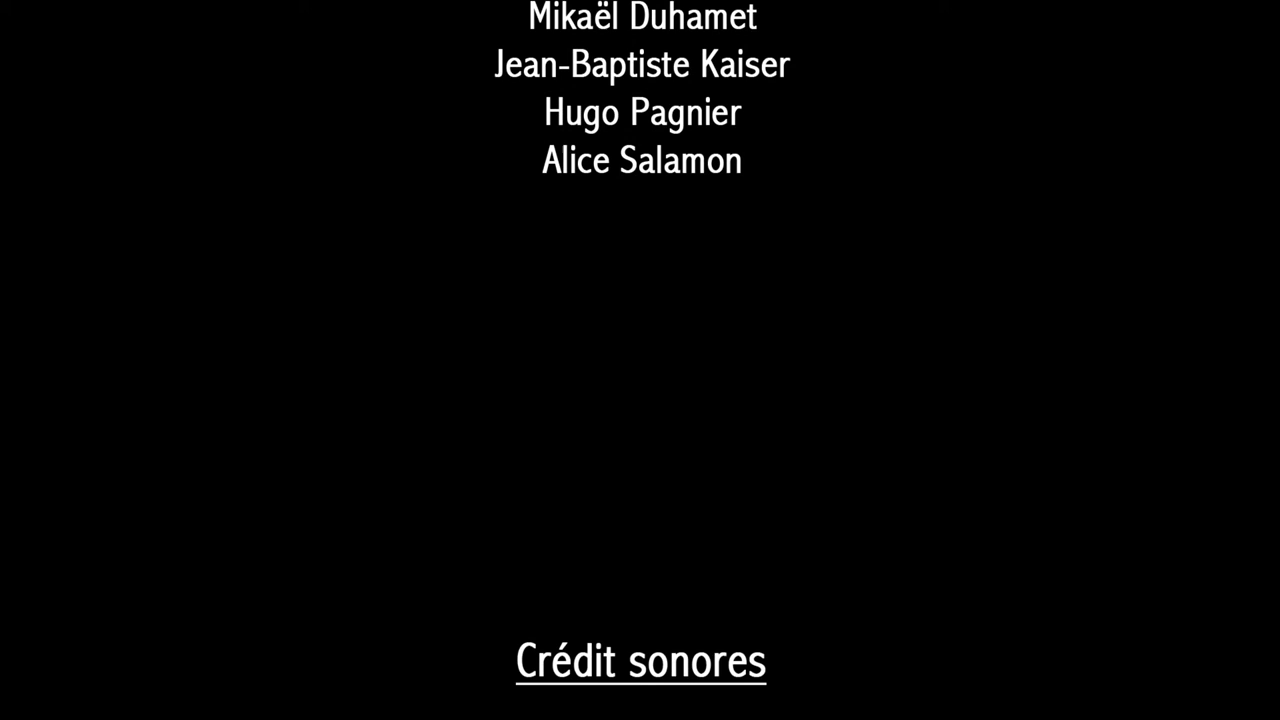 Mikaël Duhamet
Jean-Baptiste Kaiser
Hugo Pagnier
Alice Salamon
Crédit sonores